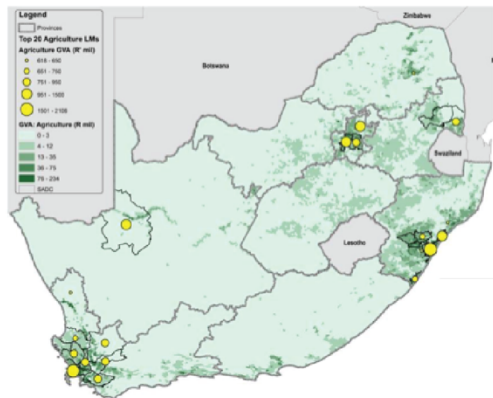 Legend
Provinces
Top 20 Agriculture LMs
Agriculture GVA (R' mil)
618 - 650
651 - 750
751 - 950
951 - 1500
1501 - 2100
GVA: Agriculture (R mil)
0 - 3
4 - 12
13 - 35
36 - 75
76 - 234
SADC
Zimbabwe
Botswana
Swaziland
Lesotho